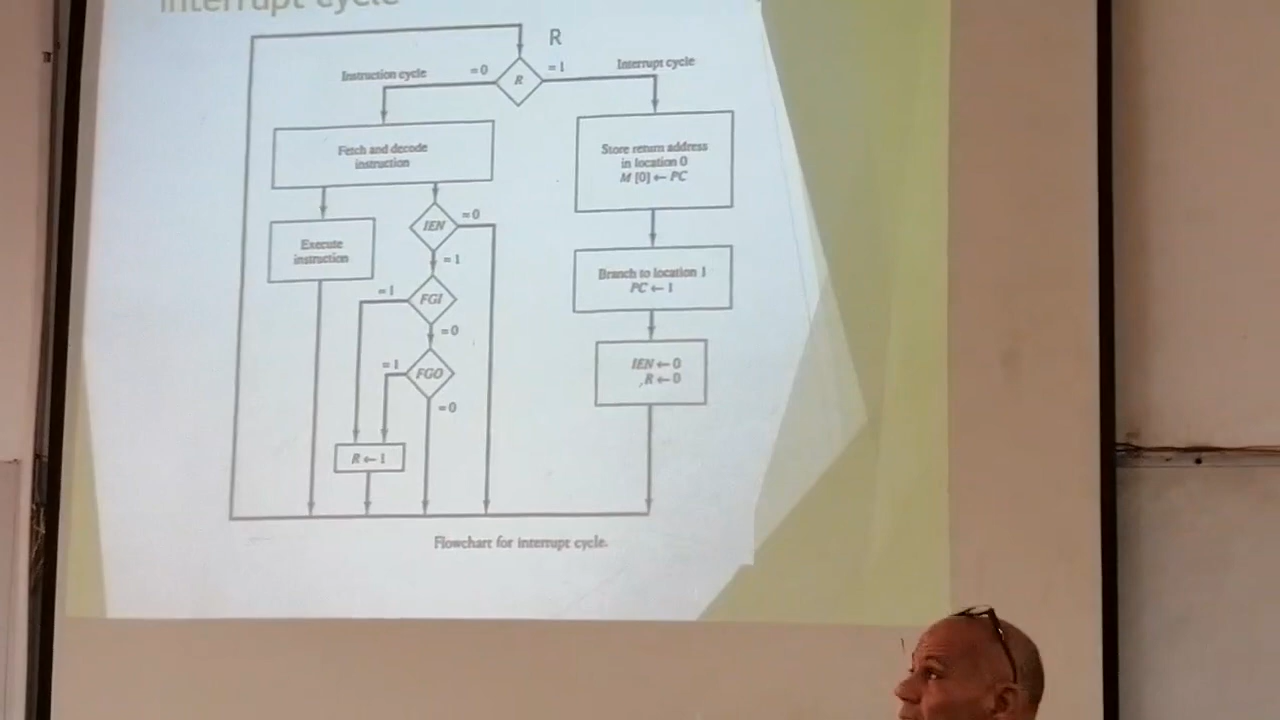 Interrupt cycle
R
Instruction cycle
=0
R
=1
Interrupt cycle
Fetch and decode
instruction
Store return address
in location 0
M [0] ← PC
IEN
=0
Execute
instruction
=1
Branch to location 1
PC ← 1
=1
FGI
=0
=1
FGO
IEN ← 0
R ← 0
=0
R ← 1
Flowchart for interrupt cycle.